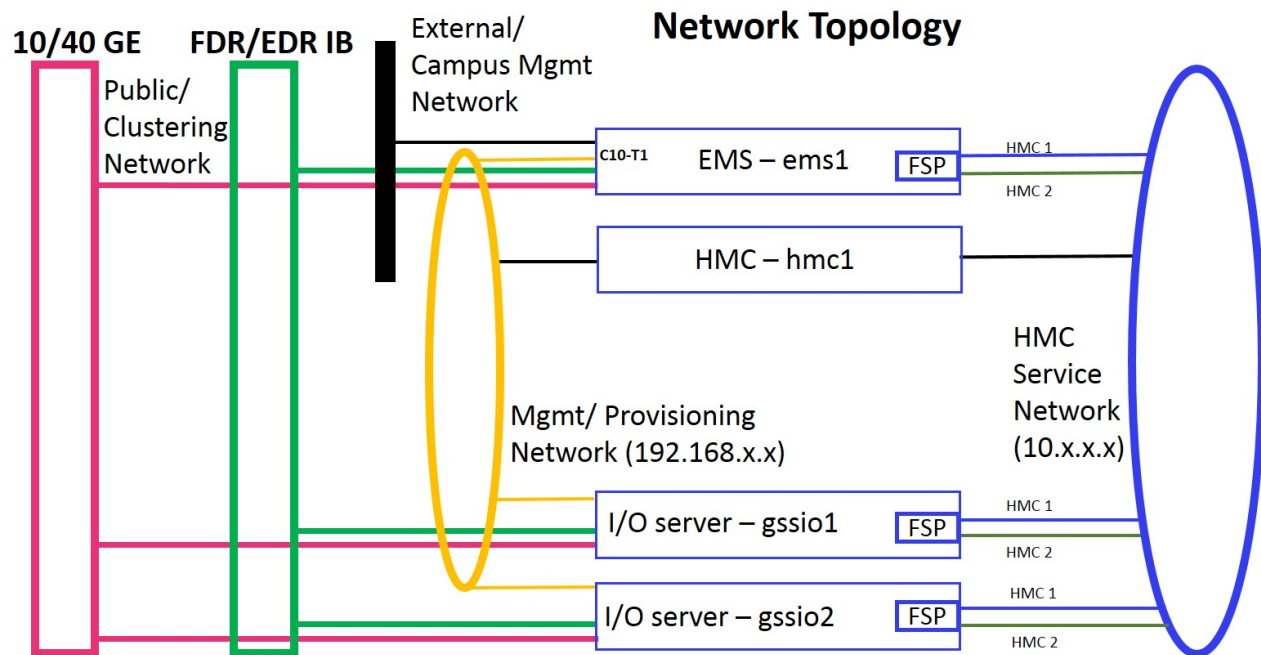 Network Topology
10/40 GE
FDR/EDR IB
External/
Campus Mgmt
Network
Public/
Clustering
Network
C10-T1
EMS – ems1
FSP
HMC 1
HMC 2
HMC – hmc1
HMC
Service
Network
(10.x.x.x)
Mgmt/ Provisioning
Network (192.168.x.x)
I/O server – gssio1
FSP
HMC 1
HMC 2
I/O server – gssio2
FSP
HMC 1
HMC 2